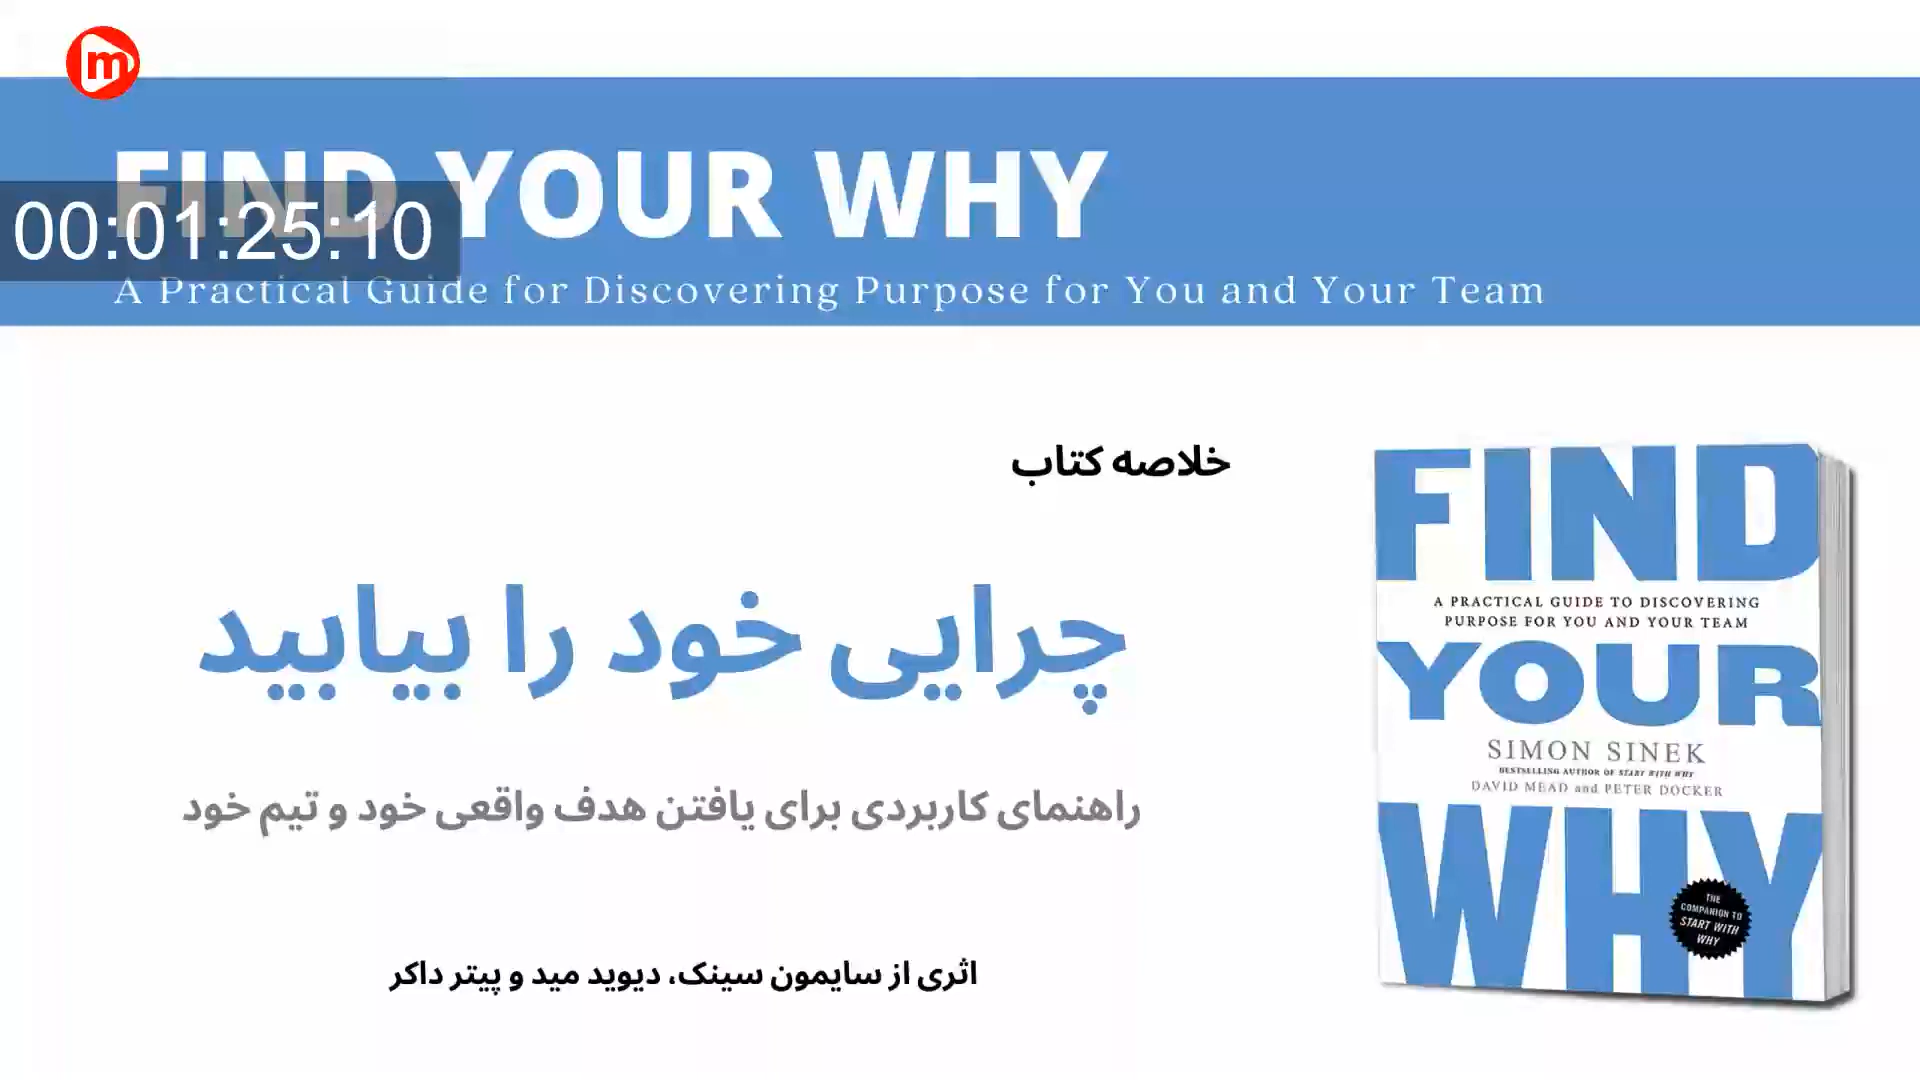 m
FIND YOUR WHY
00:01:25:10
A Practical Guide for Discovering Purpose for You and Your Team
خلاصه کتاب
چرایی خود را بیابید
راهنمای کاربردی برای یافتن هدف واقعی خود و تیم خود
اثری از سایمون سینک، دیوید مید و پیتر داکر
FIND
A PRACTICAL GUIDE TO DISCOVERING
PURPOSE FOR YOU AND YOUR TEAM
YOUR
SIMON SINEK
BESTSELLING AUTHOR OF START WITH WHY
DAVID MEAD and PETER DOCKER
WHY
THE
COMPANION TO
START WITH
WHY